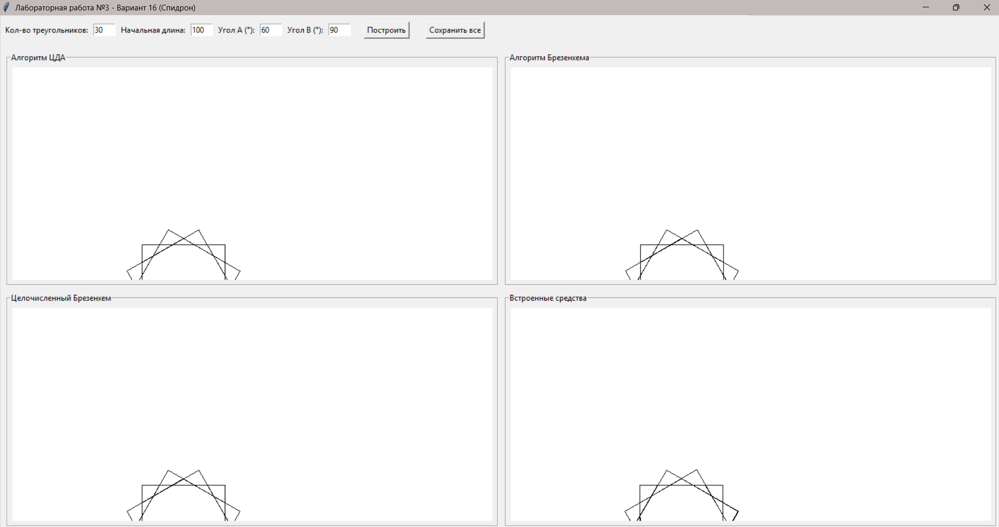 Лабораторная работа №3 - Вариант 16 (Спидрон)
Кол-во треугольников: 30 Начальная длина: 100 Угол A (°): 60 Угол B (°): 90 Построить Сохранить все
Алгоритм ЦДА
Алгоритм Брезенхема
Целочисленный Брезенхем
Встроенные средства